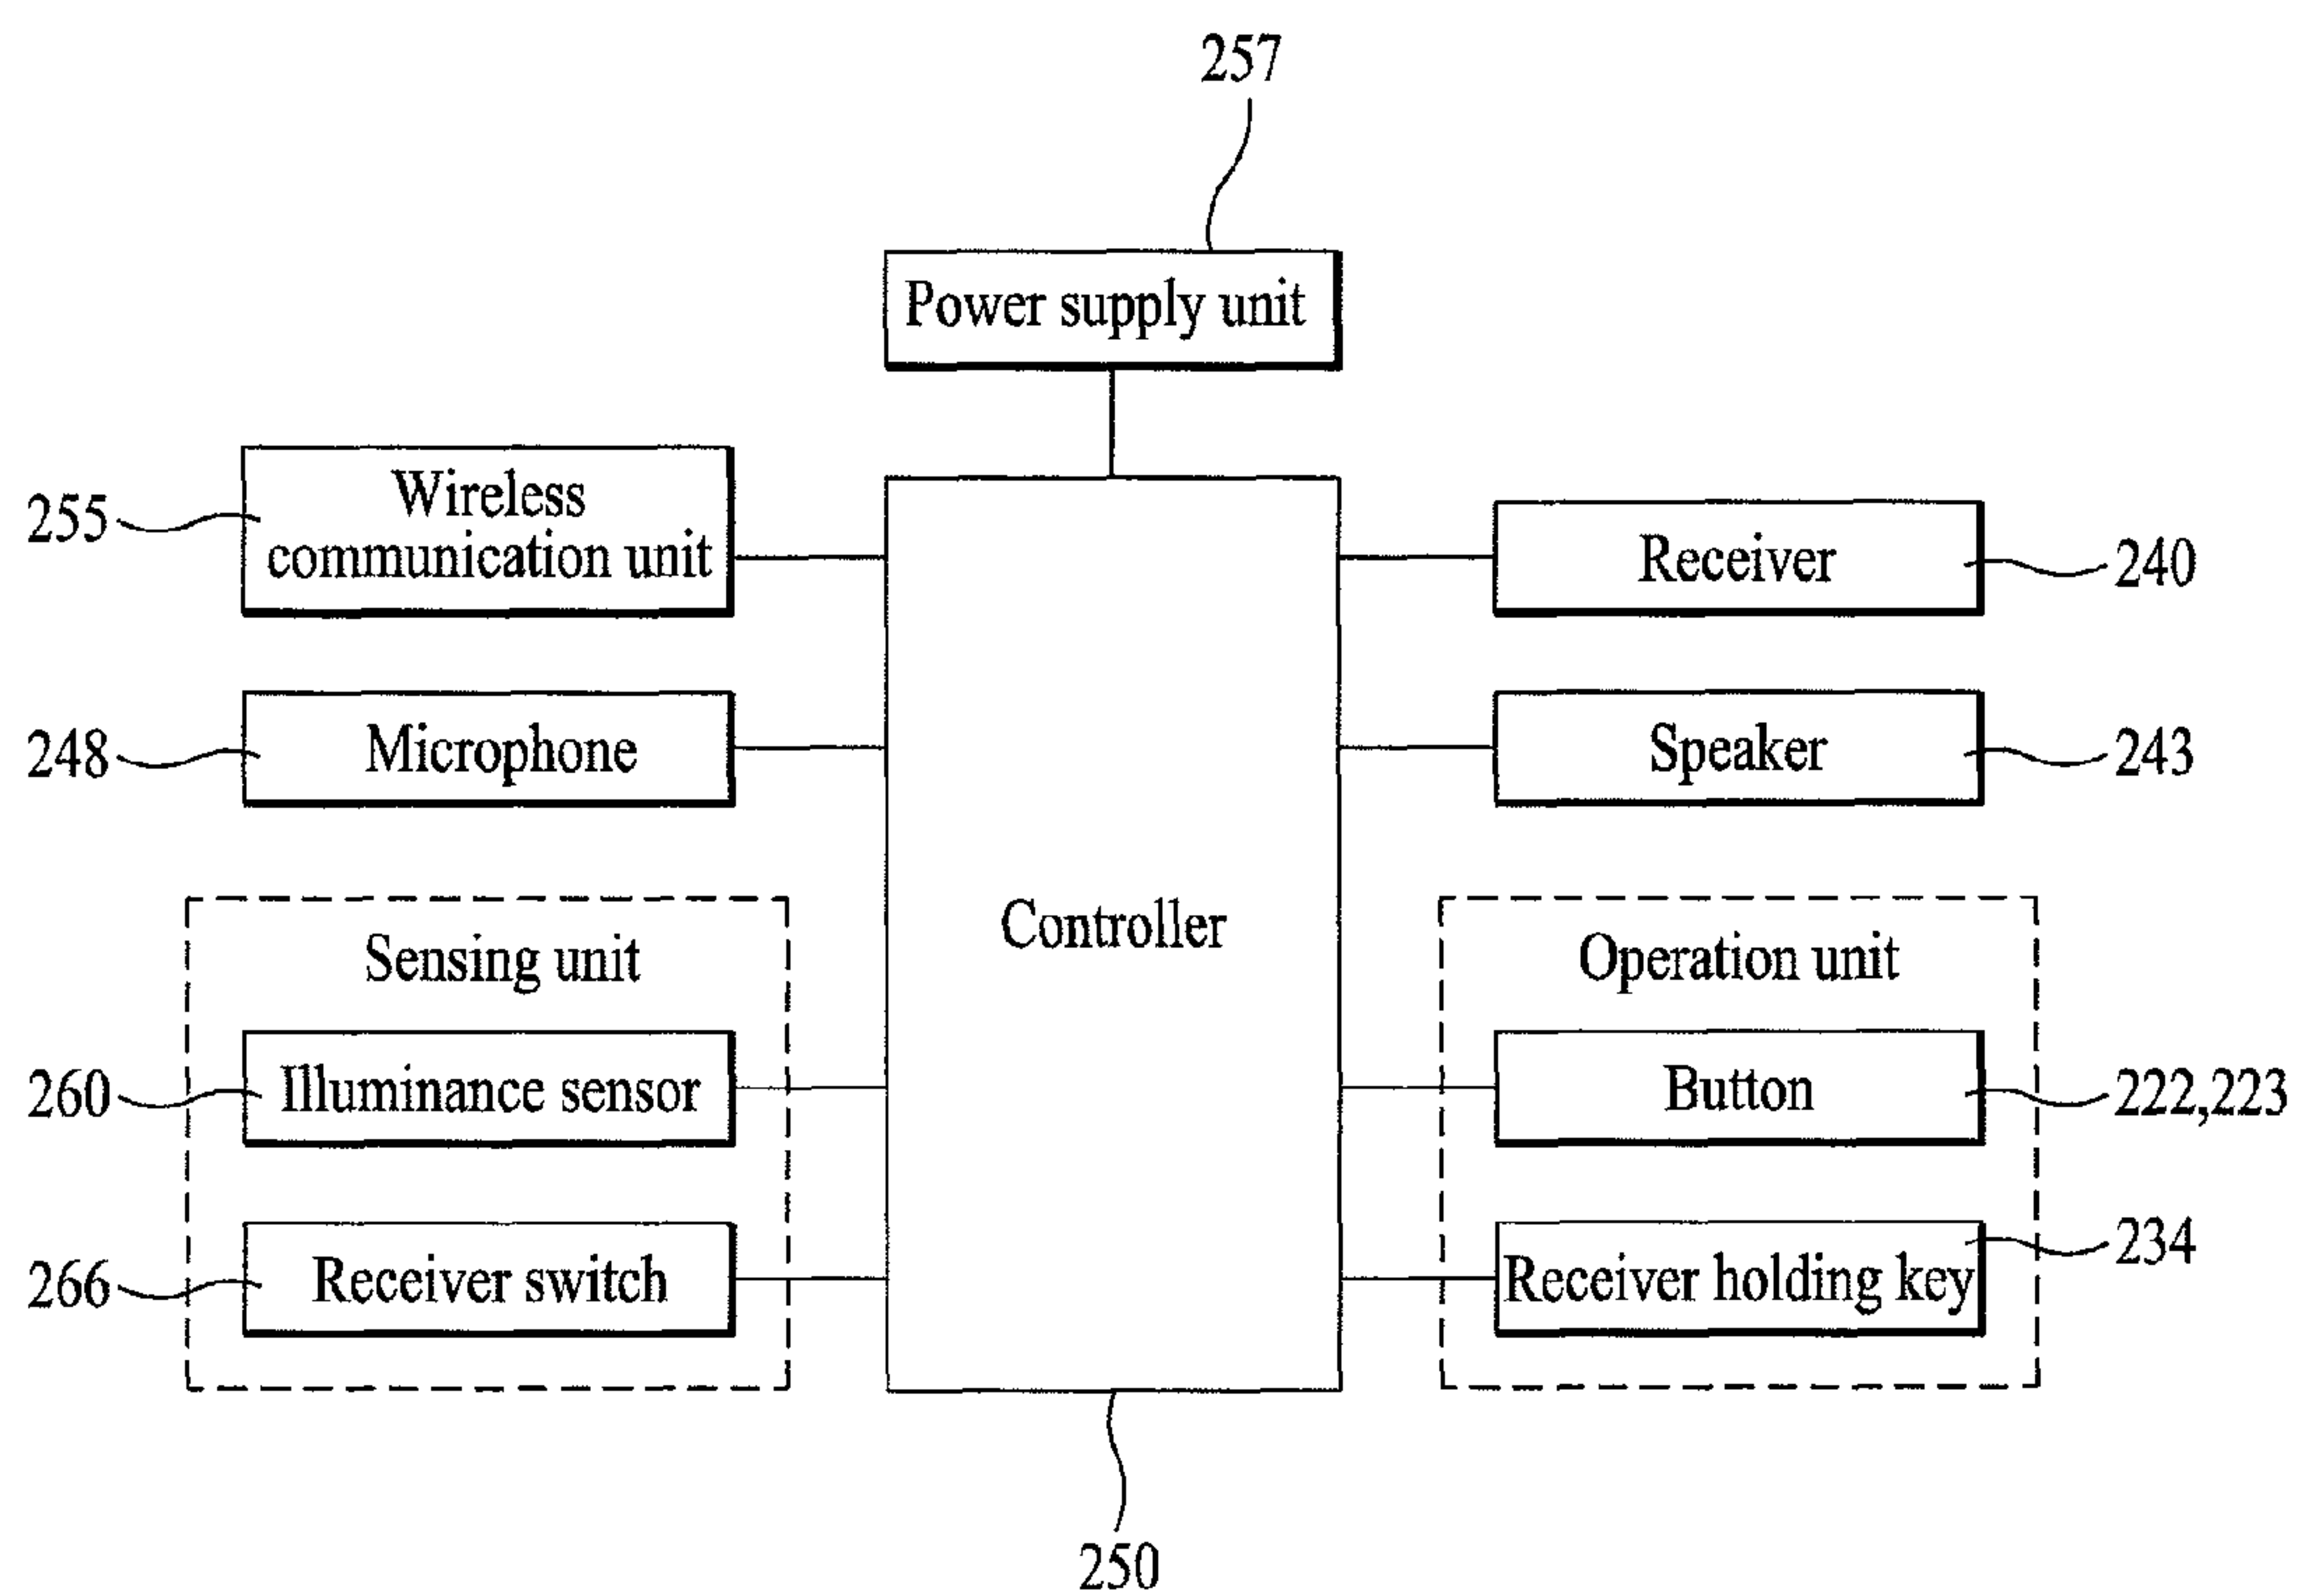 257
Power supply unit
255
Wireless
communication unit
Receiver
240
248
Microphone
Speaker
243
Controller
Sensing unit
Operation unit
260
Illuminance sensor
Button
222,223
266
Receiver switch
Receiver holding key
234
250